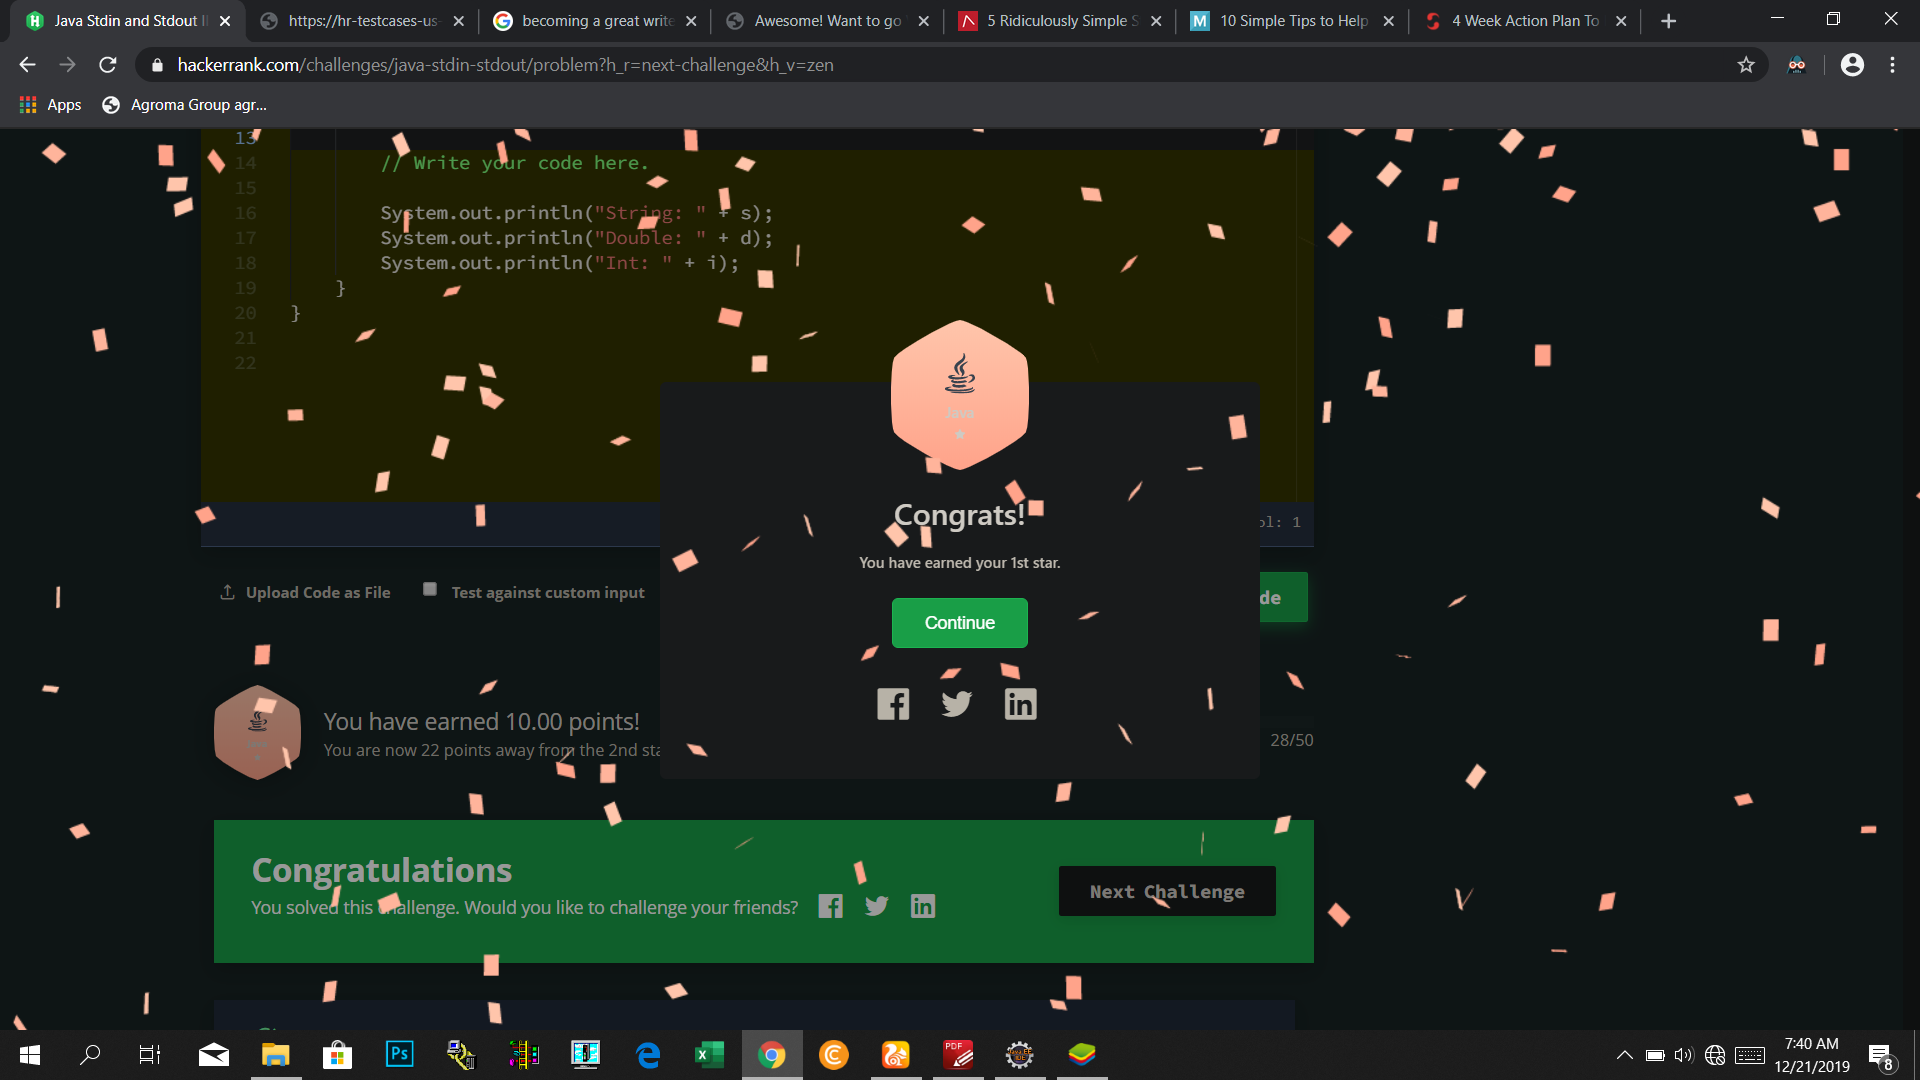 Java Stdin and Stdout I
https://hr-testcases-us-
becoming a great write
Awesome! Want to go
5 Ridiculously Simple S
10 Simple Tips to Help
4 Week Action Plan To
hackerrank.com/challenges/java-stdin-stdout/problem?h_r=next-challenge&h_v=zen
Apps
Agroma Group agr...
13
14 // Write your code here.
15
16 System.out.println("String: " + s);
17 System.out.println("Double: " + d);
18 System.out.println("Int: " + i);
19 }
20 }
21
22
Java
Congrats!
You have earned your 1st star.
Continue
ol: 1
Upload Code as File
Test against custom input
de
You have earned 10.00 points!
You are now 22 points away from the 2nd sta
28/50
Congratulations
You solved this challenge. Would you like to challenge your friends?
Next Challenge
Ps
PDF
7:40 AM
12/21/2019
8